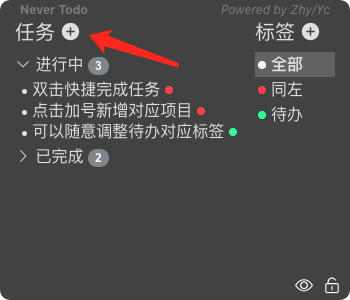 Never Todo
Powered by Zhy/Yc
任务
标签
进行中 3
双击快捷完成任务
点击加号新增对应项目
可以随意调整待办对应标签
已完成 2
全部
同左
待办